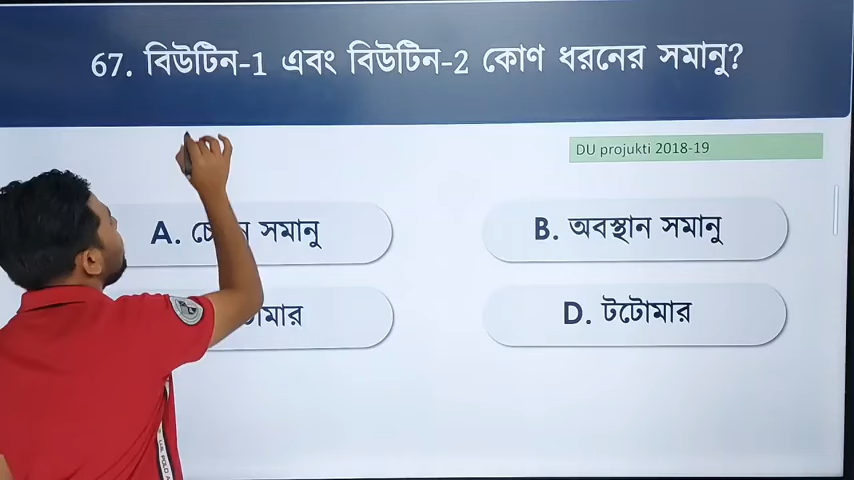 67. বিউটিন-1 এবং বিউটিন-2 কোণ ধরনের সমানু?
DU projukti 2018-19
A. সমানু
B. অবস্থান সমানু
D. টটোমার